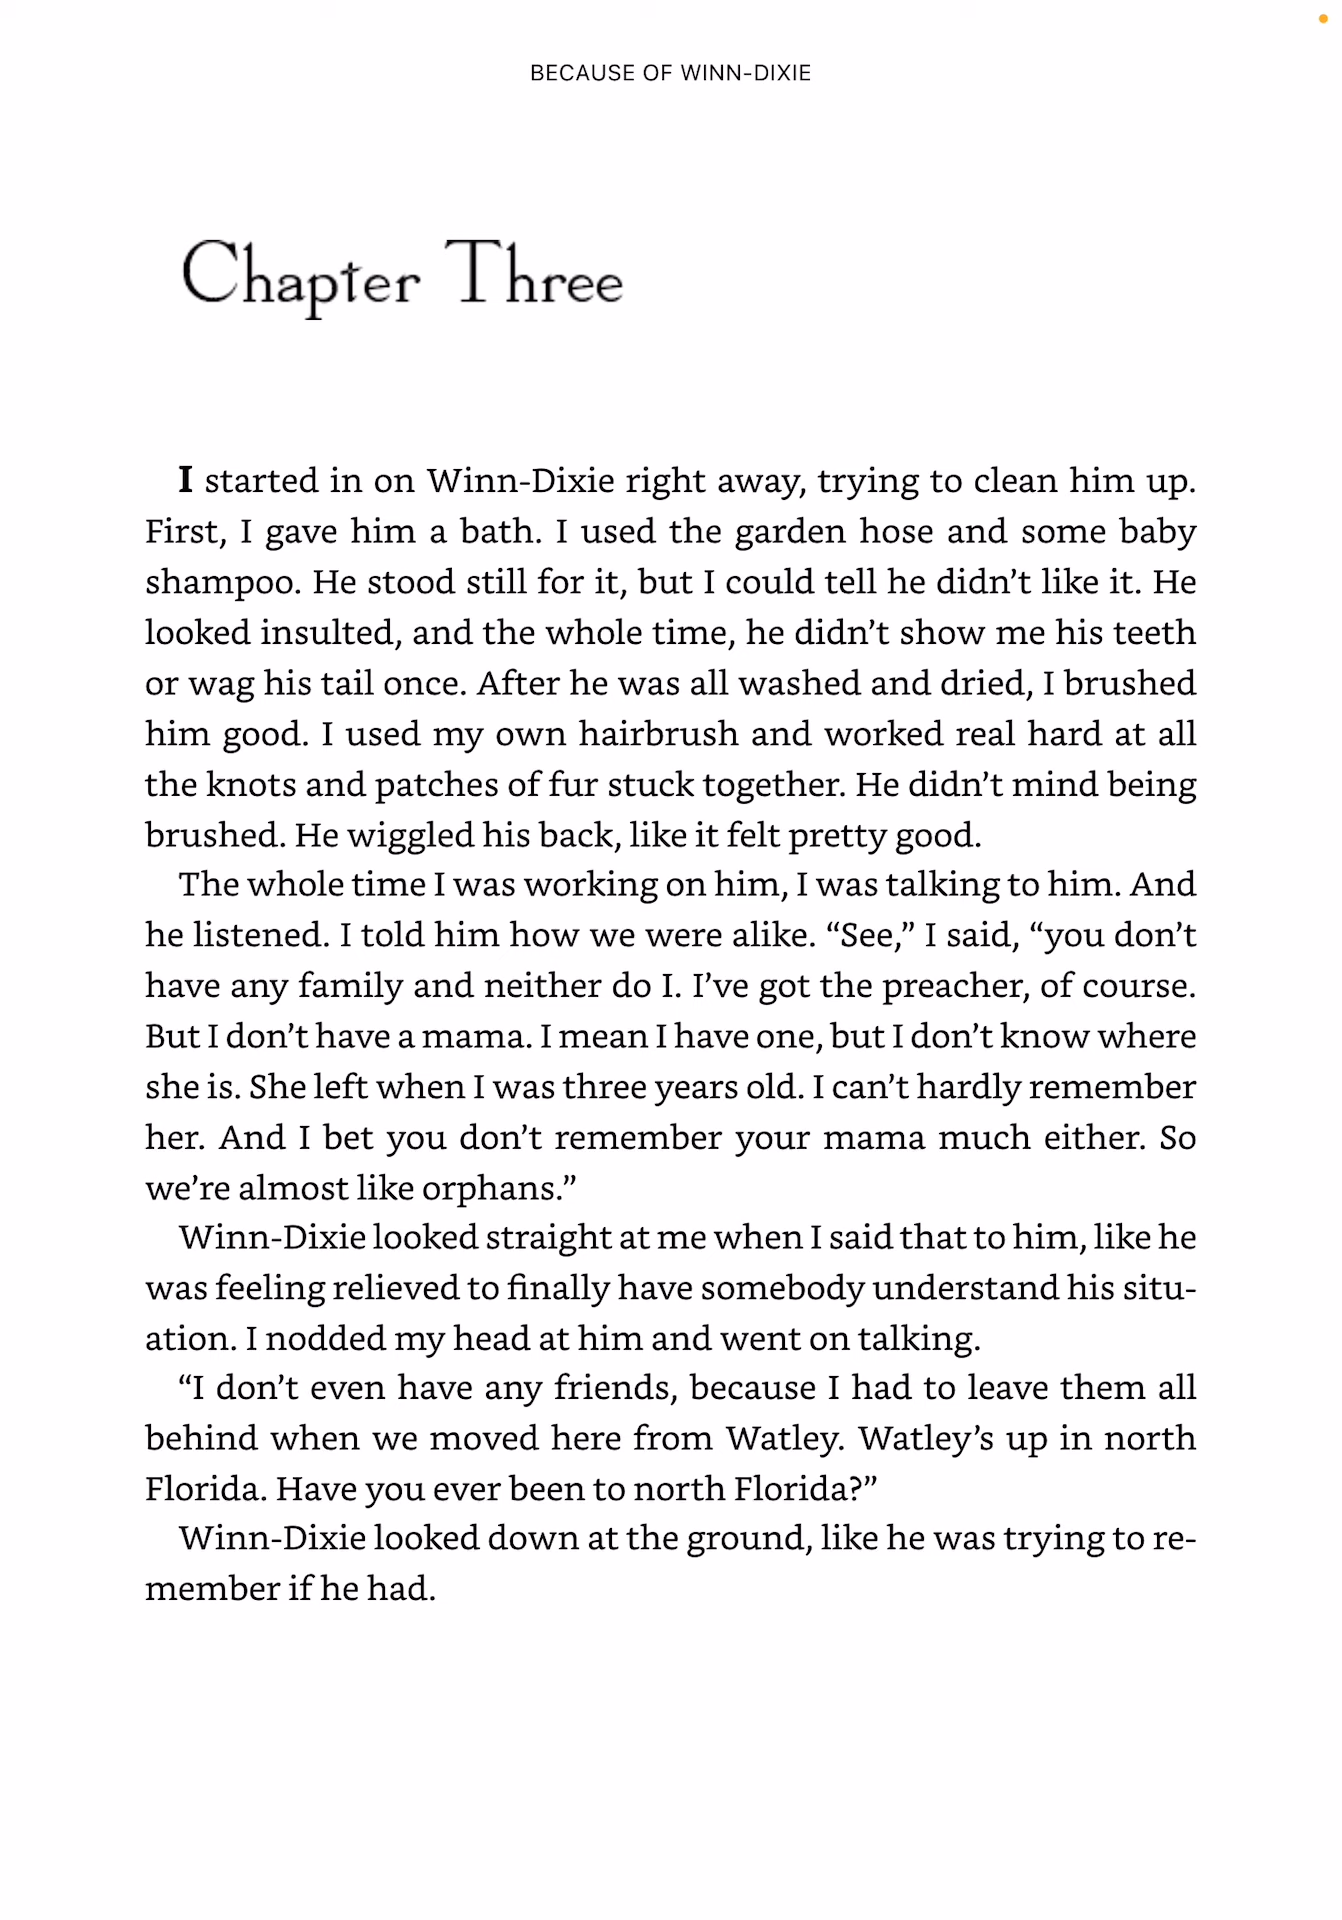 BECAUSE OF WINN-DIXIE
Chapter Three
I started in on Winn-Dixie right away, trying to clean him up.
First, I gave him a bath. I used the garden hose and some baby
shampoo. He stood still for it, but I could tell he didn’t like it. He
looked insulted, and the whole time, he didn’t show me his teeth
or wag his tail once. After he was all washed and dried, I brushed
him good. I used my own hairbrush and worked real hard at all
the knots and patches of fur stuck together. He didn’t mind being
brushed. He wiggled his back, like it felt pretty good.
The whole time I was working on him, I was talking to him. And
he listened. I told him how we were alike. “See,” I said, “you don’t
have any family and neither do I. I’ve got the preacher, of course.
But I don’t have a mama. I mean I have one, but I don’t know where
she is. She left when I was three years old. I can’t hardly remember
her. And I bet you don’t remember your mama much either. So
we’re almost like orphans.”
Winn-Dixie looked straight at me when I said that to him, like he
was feeling relieved to finally have somebody understand his situ-
ation. I nodded my head at him and went on talking.
“I don’t even have any friends, because I had to leave them all
behind when we moved here from Watley. Watley’s up in north
Florida. Have you ever been to north Florida?”
Winn-Dixie looked down at the ground, like he was trying to re-
member if he had.